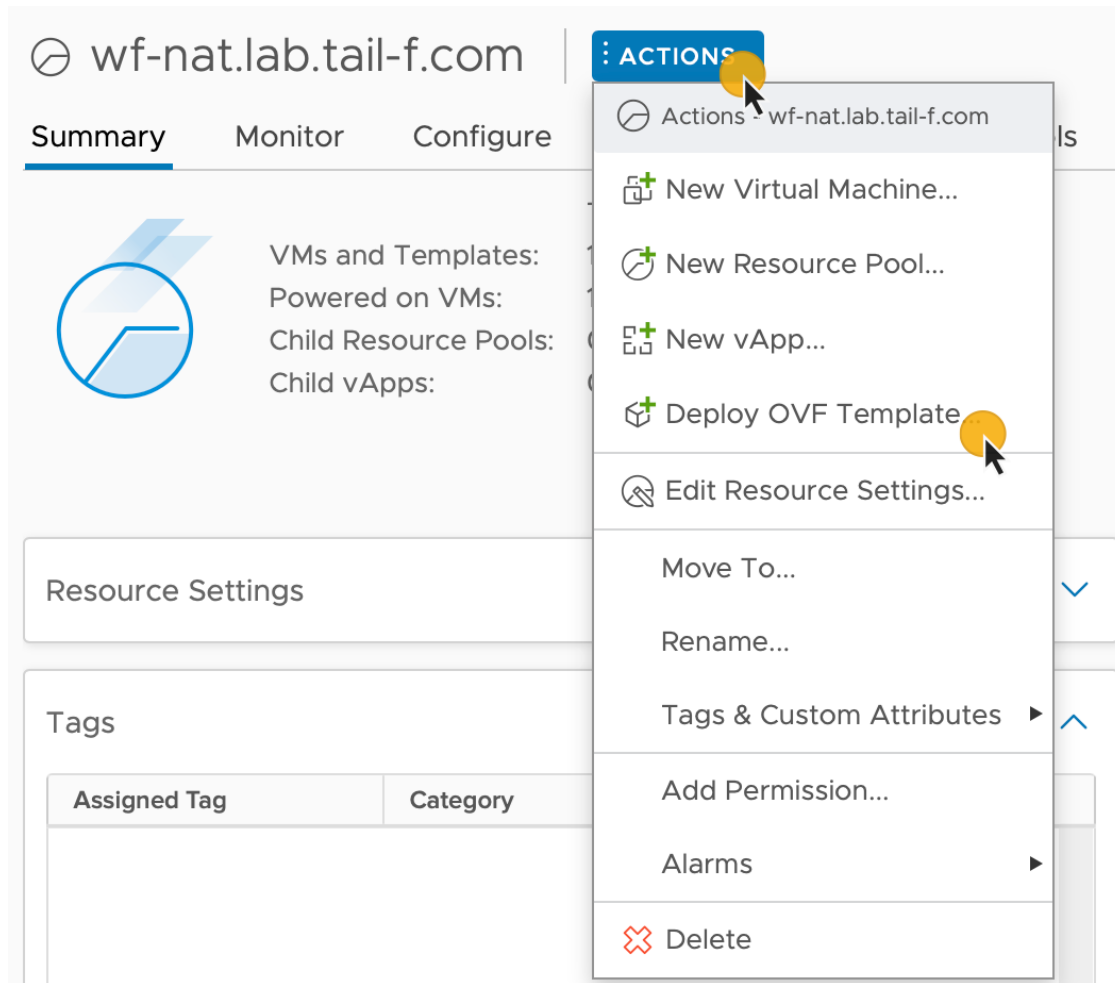 wf-nat.lab.tail-f.com
ACTIONS
Summary Monitor Configure
Actions - wf-nat.lab.tail-f.com
ls
New Virtual Machine...
New Resource Pool...
New vApp...
Deploy OVF Template...
Edit Resource Settings...
Move To...
Rename...
Tags & Custom Attributes
Add Permission...
Alarms
Delete
VMs and Templates:
Powered on VMs:
Child Resource Pools:
Child vApps:
Resource Settings
Tags
Assigned Tag Category